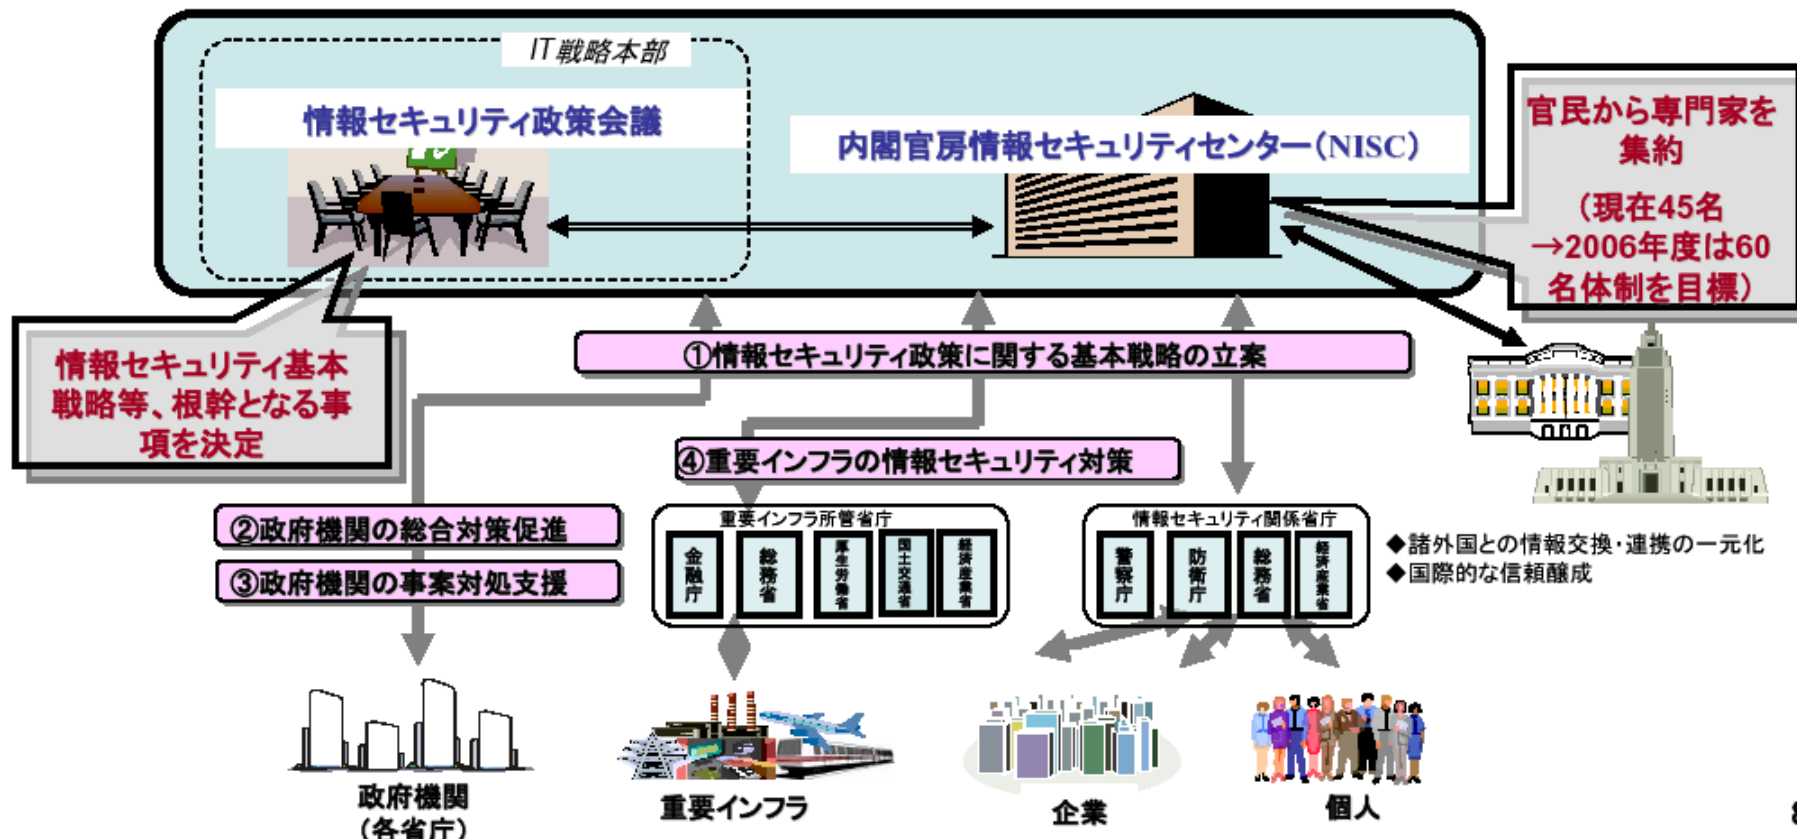 IT戦略本部
情報セキュリティ政策会議
内閣官房情報セキュリティセンター(NISC)
官民から専門家を
集約
(現在45名
→2006年度は60
名体制を目標)
情報セキュリティ基本
戦略等、根幹となる事
項を決定
①情報セキュリティ政策に関する基本戦略の立案
④重要インフラの情報セキュリティ対策
②政府機関の総合対策促進
③政府機関の事案対処支援
重要インフラ所管省庁
金融庁
総務省
厚生労働省
国土交通省
経済産業省
情報セキュリティ関係省庁
警察庁
防衛庁
総務省
経済産業省
◆諸外国との情報交換・連携の一元化
◆国際的な信頼醸成
政府機関
(各省庁)
重要インフラ
企業
個人